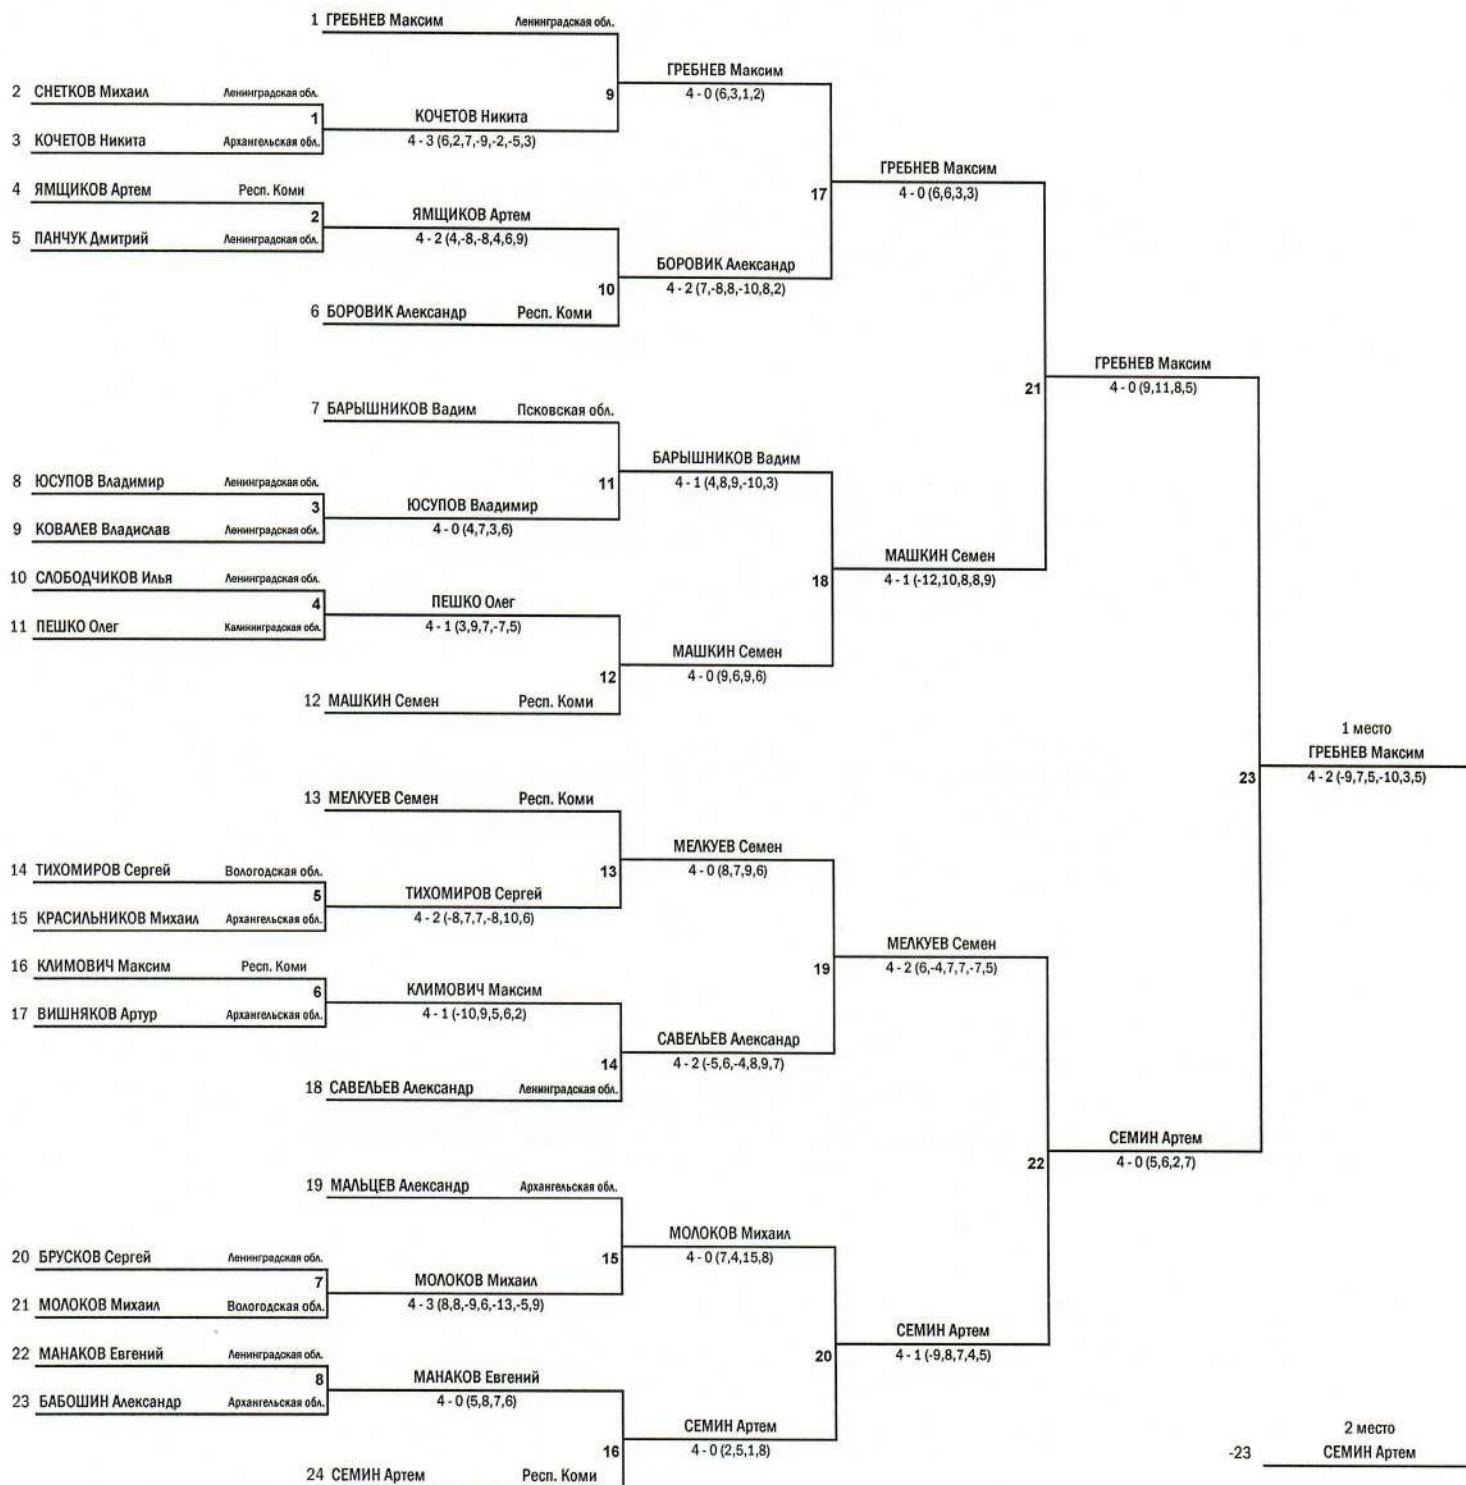 1 ГРЕБНЕВ Максим Ленинградская обл.
ГРЕБНЕВ Максим
2 СНЕТКОВ Михаил Ленинградская обл.
9 4 - 0 (6,3,1,2)
1 КОЧЕТОВ Никита
3 КОЧЕТОВ Никита Архангельская обл.
4 - 3 (6,2,7,-9,-2,-5,3)
ГРЕБНЕВ Максим
4 ЯМЩИКОВ Артем Респ. Коми
17 4 - 0 (6,6,3,3)
2 ЯМЩИКОВ Артем
5 ПАНЧУК Дмитрий Ленинградская обл.
4 - 2 (4,-8,-8,4,6,9)
БОРОВИК Александр
10 4 - 2 (7,-8,8,-10,8,2)
6 БОРОВИК Александр Респ. Коми
ГРЕБНЕВ Максим
21 4 - 0 (9,11,8,5)
7 БАРЫШНИКОВ Вадим Псковская обл.
БАРЫШНИКОВ Вадим
8 ЮСУПОВ Владимир Ленинградская обл.
11 4 - 1 (4,8,9,-10,3)
3 ЮСУПОВ Владимир
9 КОВАЛЕВ Владислав Ленинградская обл.
4 - 0 (4,7,3,6)
МАШКИН Семен
10 СЛОБОДЧИКОВ Илья Ленинградская обл.
18 4 - 1 (-12,10,8,8,9)
4 ПЕШКО Олег
11 ПЕШКО Олег Калининградская обл.
4 - 1 (3,9,7,-7,5)
МАШКИН Семен
12 4 - 0 (9,6,9,6)
12 МАШКИН Семен Респ. Коми
1 место
ГРЕБНЕВ Максим
23 4 - 2 (-9,7,5,-10,3,5)
13 МЕЛКУЕВ Семен Респ. Коми
МЕЛКУЕВ Семен
14 ТИХОМИРОВ Сергей Вологодская обл.
13 4 - 0 (8,7,9,6)
5 ТИХОМИРОВ Сергей
15 КРАСИЛЬНИКОВ Михаил Архангельская обл.
4 - 2 (-8,7,7,-8,10,6)
МЕЛКУЕВ Семен
16 КЛИМОВИЧ Максим Респ. Коми
19 4 - 2 (6,-4,7,7,-7,5)
6 КЛИМОВИЧ Максим
17 ВИШНЯКОВ Артур Архангельская обл.
4 - 1 (-10,9,5,6,2)
САВЕЛЬЕВ Александр
14 4 - 2 (-5,6,-4,8,9,7)
18 САВЕЛЬЕВ Александр Ленинградская обл.
СЕМИН Артем
22 4 - 0 (5,6,2,7)
19 МАЛЬЦЕВ Александр Архангельская обл.
МОЛОКОВ Михаил
20 БРУСКОВ Сергей Ленинградская обл.
15 4 - 0 (7,4,15,8)
7 МОЛОКОВ Михаил
21 МОЛОКОВ Михаил Вологодская обл.
4 - 3 (8,8,-9,6,-13,-5,9)
СЕМИН Артем
22 МАНАКОВ Евгений Ленинградская обл.
20 4 - 1 (-9,8,7,4,5)
8 МАНАКОВ Евгений
23 БАБОШИН Александр Архангельская обл.
4 - 0 (5,8,7,6)
СЕМИН Артем
2 место
16 4 - 0 (2,5,1,8)
-23 СЕМИН Артем
24 СЕМИН Артем Респ. Коми